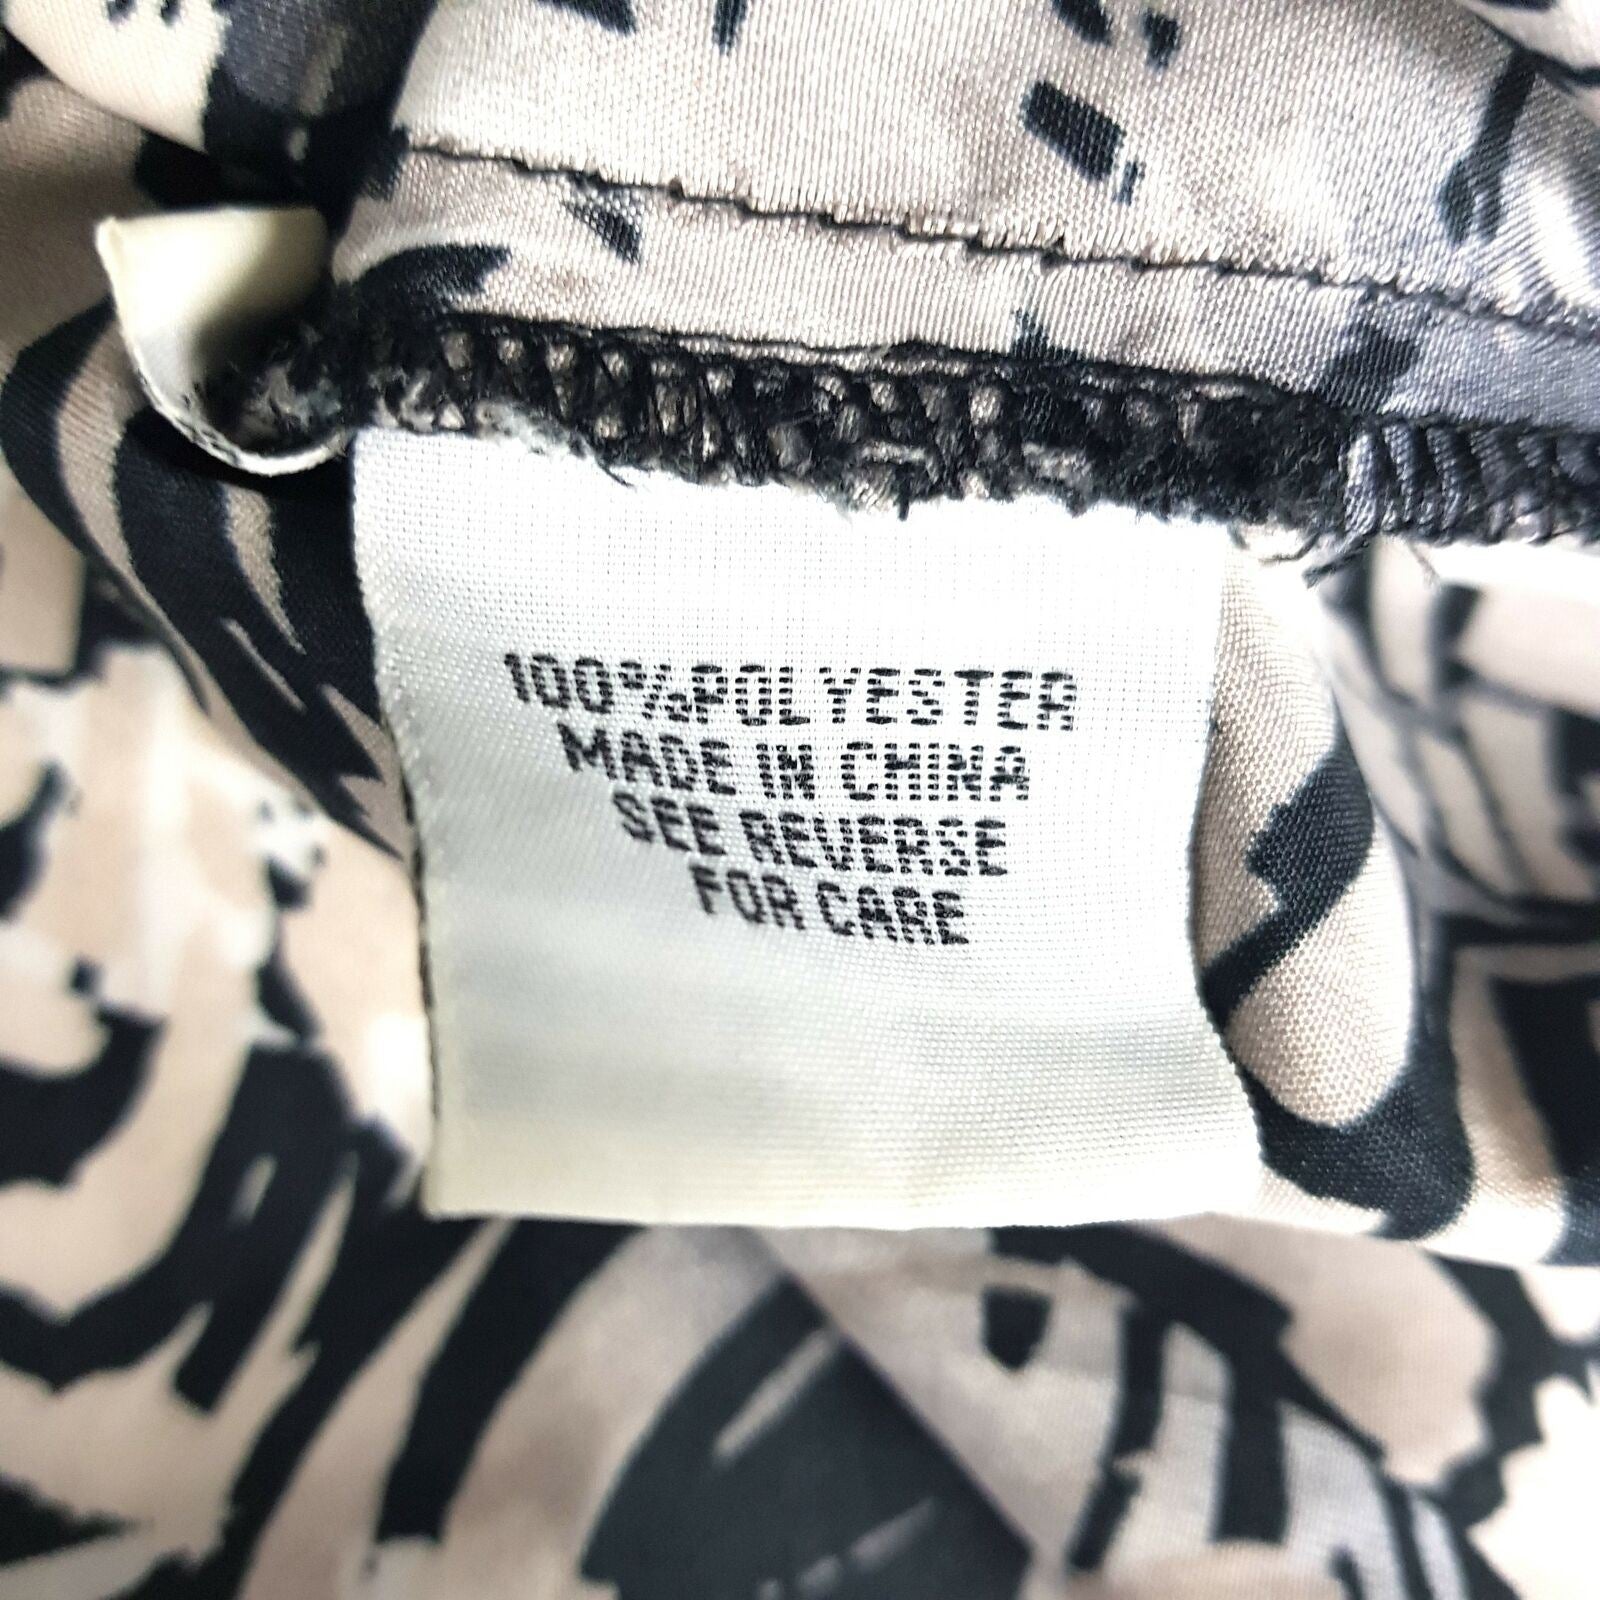 100%POLYESTER
MADE IN CHINA
SEE REVERSE
FOR CARE